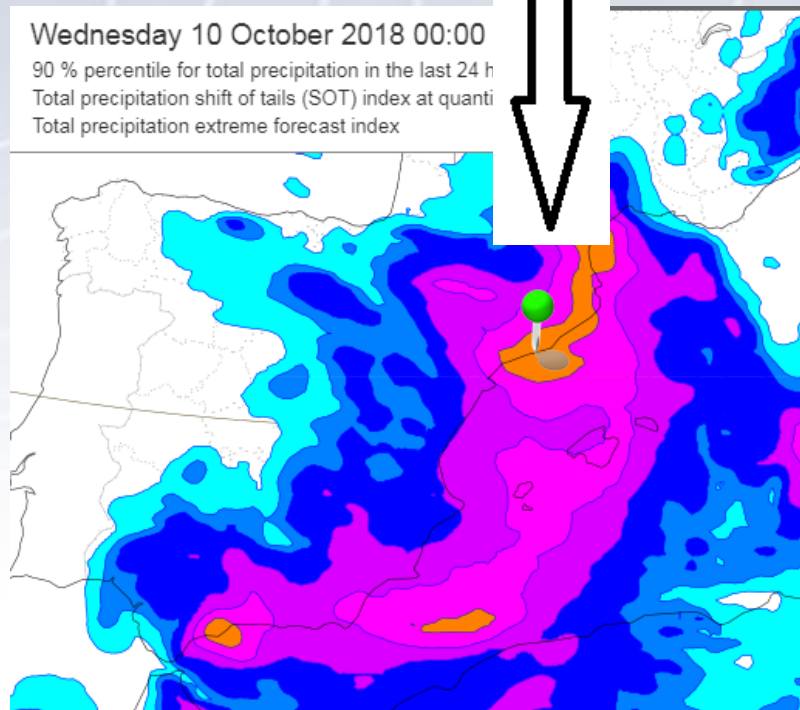 Wednesday 10 October 2018 00:00
90 % percentile for total precipitation in the last 24 h
Total precipitation shift of tails (SOT) index at quanti
Total precipitation extreme forecast index